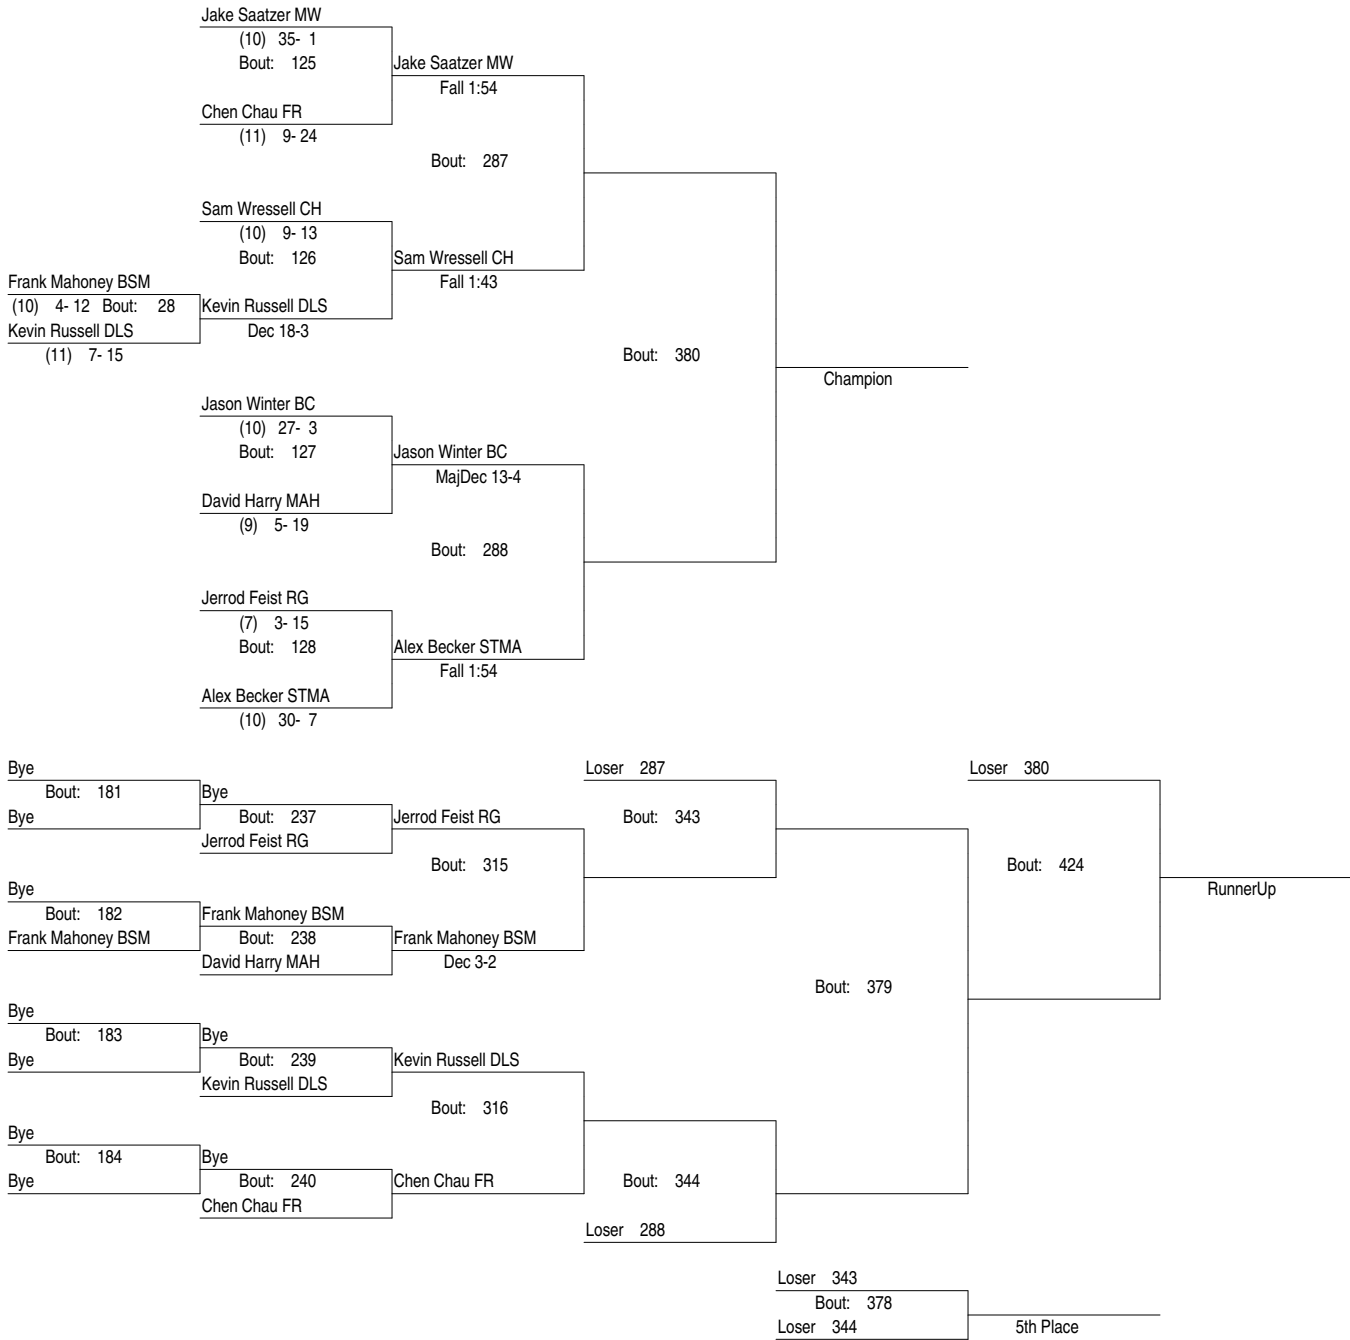 Jake Saatzer MW
(10) 35- 1
Bout: 125
Jake Saatzer MW
Fall 1:54
Chen Chau FR
(11) 9- 24
Bout: 287
Sam Wressell CH
(10) 9- 13
Bout: 126
Sam Wressell CH
Fall 1:43
Frank Mahoney BSM
(10) 4- 12 Bout: 28
Kevin Russell DLS
Kevin Russell DLS
Dec 18-3
(11) 7- 15
Bout: 380
Champion
Jason Winter BC
(10) 27- 3
Bout: 127
Jason Winter BC
MajDec 13-4
David Harry MAH
(9) 5- 19
Bout: 288
Jerrod Feist RG
(7) 3- 15
Bout: 128
Alex Becker STMA
Fall 1:54
Alex Becker STMA
(10) 30- 7
Bye
Bout: 181
Bye
Bye
Bout: 237
Jerrod Feist RG
Jerrod Feist RG
Loser 287
Bout: 343
Loser 380
Bout: 315
Bout: 424
RunnerUp
Bye
Bout: 182
Frank Mahoney BSM
Frank Mahoney BSM
Bout: 238
David Harry MAH
Frank Mahoney BSM
Dec 3-2
Bout: 379
Bye
Bout: 183
Bye
Bye
Bout: 239
Kevin Russell DLS
Kevin Russell DLS
Bout: 316
Bye
Bout: 184
Bye
Bye
Bout: 240
Chen Chau FR
Chen Chau FR
Bout: 344
Loser 288
Loser 343
Bout: 378
Loser 344
5th Place